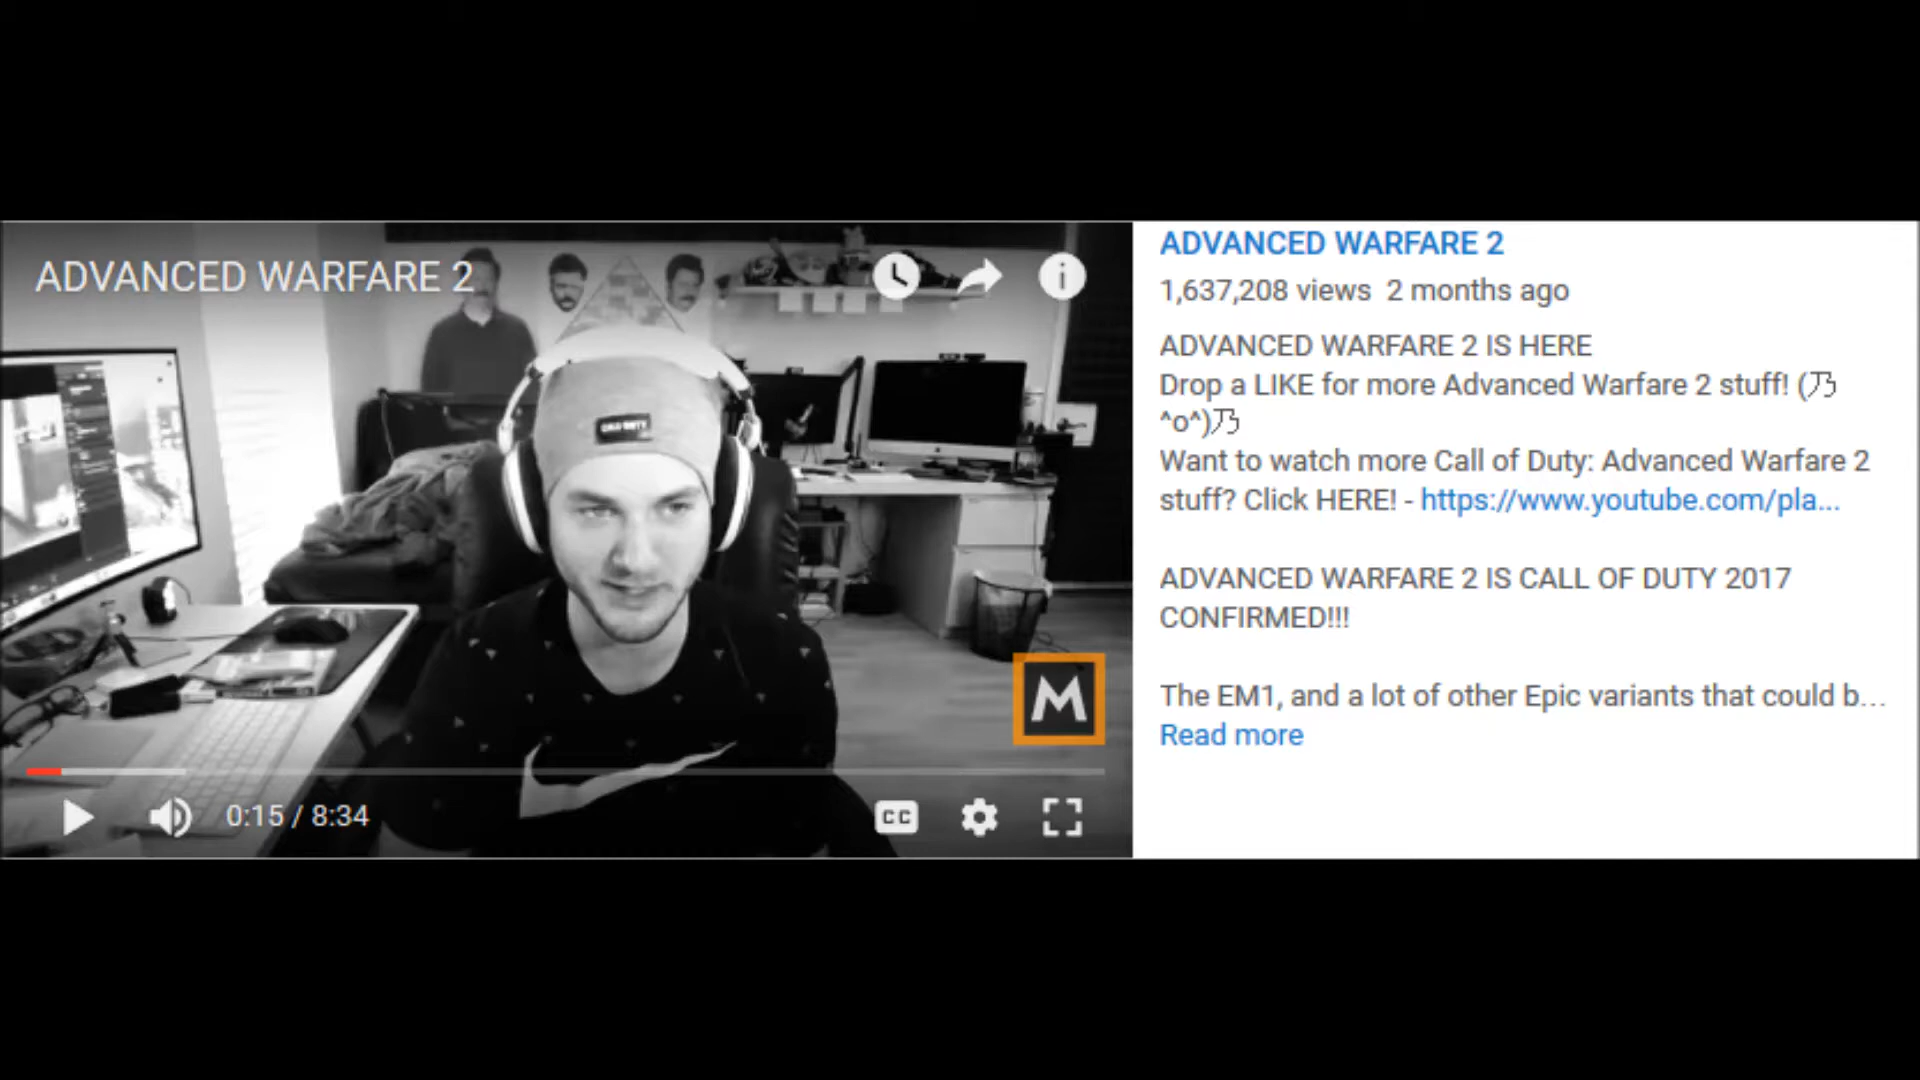 ADVANCED WARFARE 2
CALL OF DUTY
M
0:15 / 8:34
CC
ADVANCED WARFARE 2
1,637,208 views 2 months ago
ADVANCED WARFARE 2 IS HERE
Drop a LIKE for more Advanced Warfare 2 stuff! (乃
^o^)乃
Want to watch more Call of Duty: Advanced Warfare 2
stuff? Click HERE! - https://www.youtube.com/pla...
ADVANCED WARFARE 2 IS CALL OF DUTY 2017
CONFIRMED!!!
The EM1, and a lot of other Epic variants that could b...
Read more